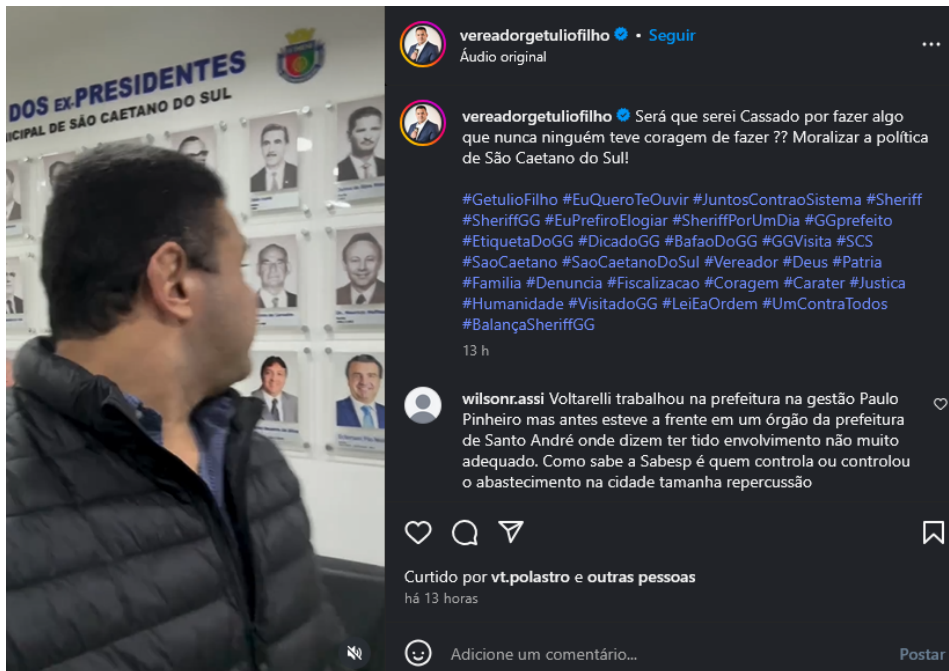 DOS EX-PRESIDENTES
NICIPAL DE SÃO CAETANO DO SUL
vereadorgetuliofilho • Seguir
Áudio original
vereadorgetuliofilho Será que serei Cassado por fazer algo
que nunca ninguém teve coragem de fazer ?? Moralizar a política
de São Caetano do Sul!
#GetulioFilho #EuQueroTeOuvir #JuntosContraoSistema #Sheriff
#SheriffGG #EuPrefiroElogiar #SheriffPorUmDia #GGprefeito
#EtiquetaDoGG #DicadoGG #BafaoDoGG #GGVisita #SCS
#SaoCaetano #SaoCaetanoDoSul #Vereador #Deus #Patria
#Familia #Denuncia #Fiscalizacao #Coragem #Carater #Justica
#Humanidade #VisitadoGG #LeiEaOrdem #UmContraTodos
#BalançaSheriffGG
13 h
wilsonr.assi Voltarelli trabalhou na prefeitura na gestão Paulo
Pinheiro mas antes esteve a frente em um órgão da prefeitura
de Santo André onde dizem ter tido envolvimento não muito
adequado. Como sabe a Sabesp é quem controla ou controlou
o abastecimento na cidade tamanha repercussão
Curtido por vt.polastro e outras pessoas
há 13 horas
Adicione um comentário...
Postar